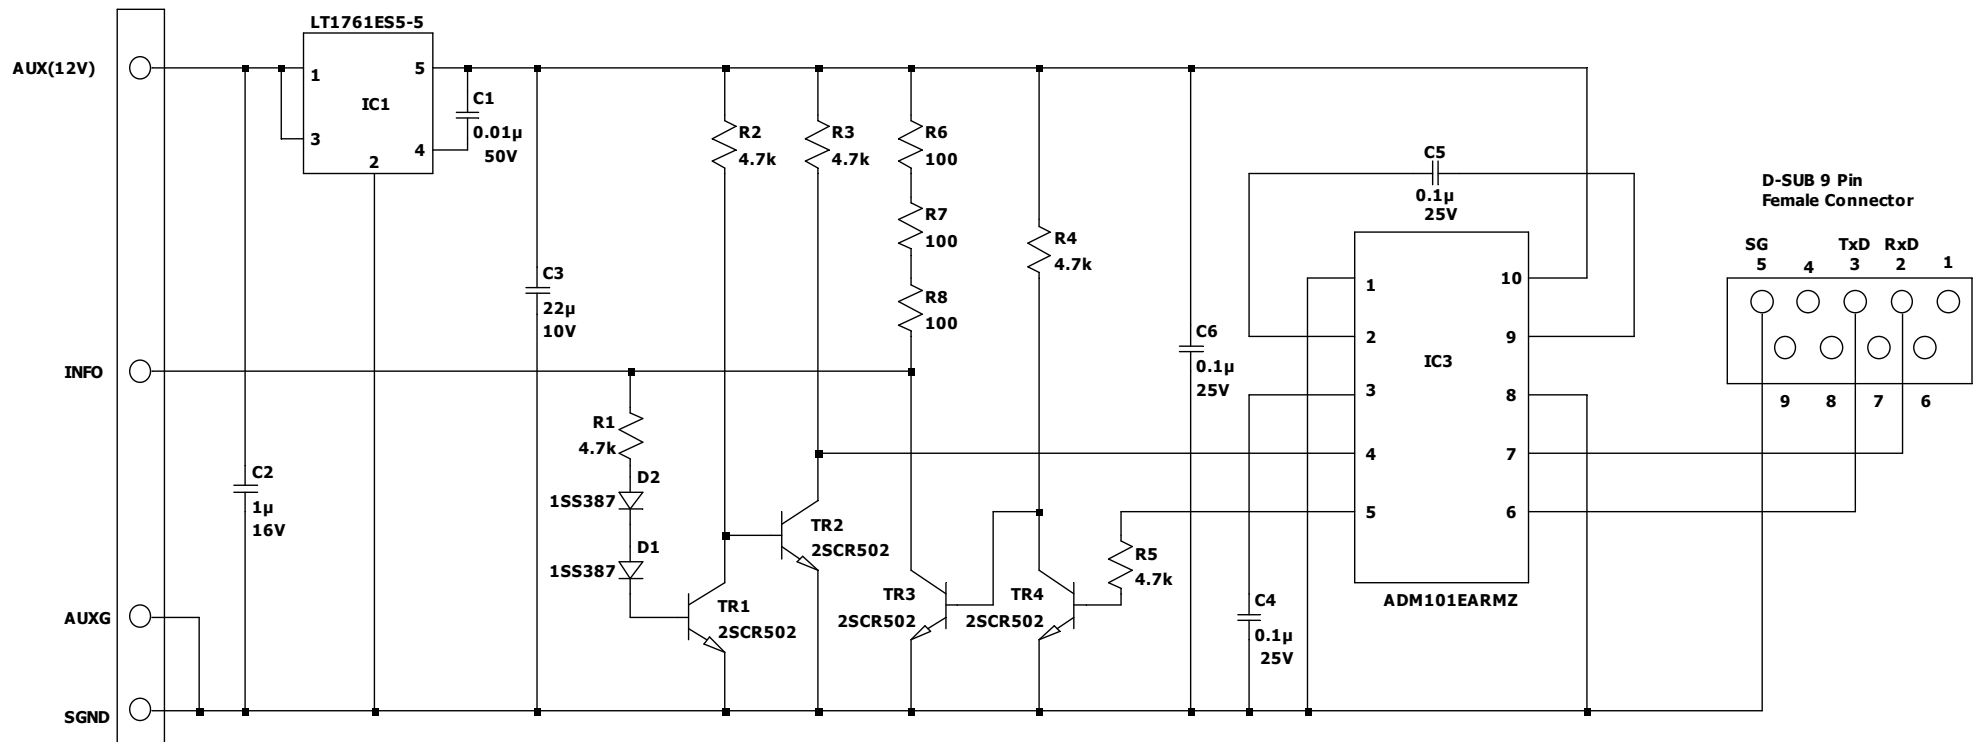 LT1761ES5-5
AUX(12V)
1
5
IC1
3
4
2
C1
0.01μ
50V
R2
4.7k
R3
4.7k
R6
100
R7
100
R8
100
R4
4.7k
C3
22μ
10V
INFO
C2
1μ
16V
R1
4.7k
D2
1SS387
D1
1SS387
TR1
2SCR502
TR2
2SCR502
TR3
2SCR502
TR4
2SCR502
R5
4.7k
C6
0.1μ
25V
C4
0.1μ
25V
C5
0.1μ
25V
1
10
2
9
IC3
3
8
4
7
5
6
ADM101EARMZ
D-SUB 9 Pin
Female Connector
SG TxD RxD
5 4 3 2 1
9 8 7 6
AUXG
SGND